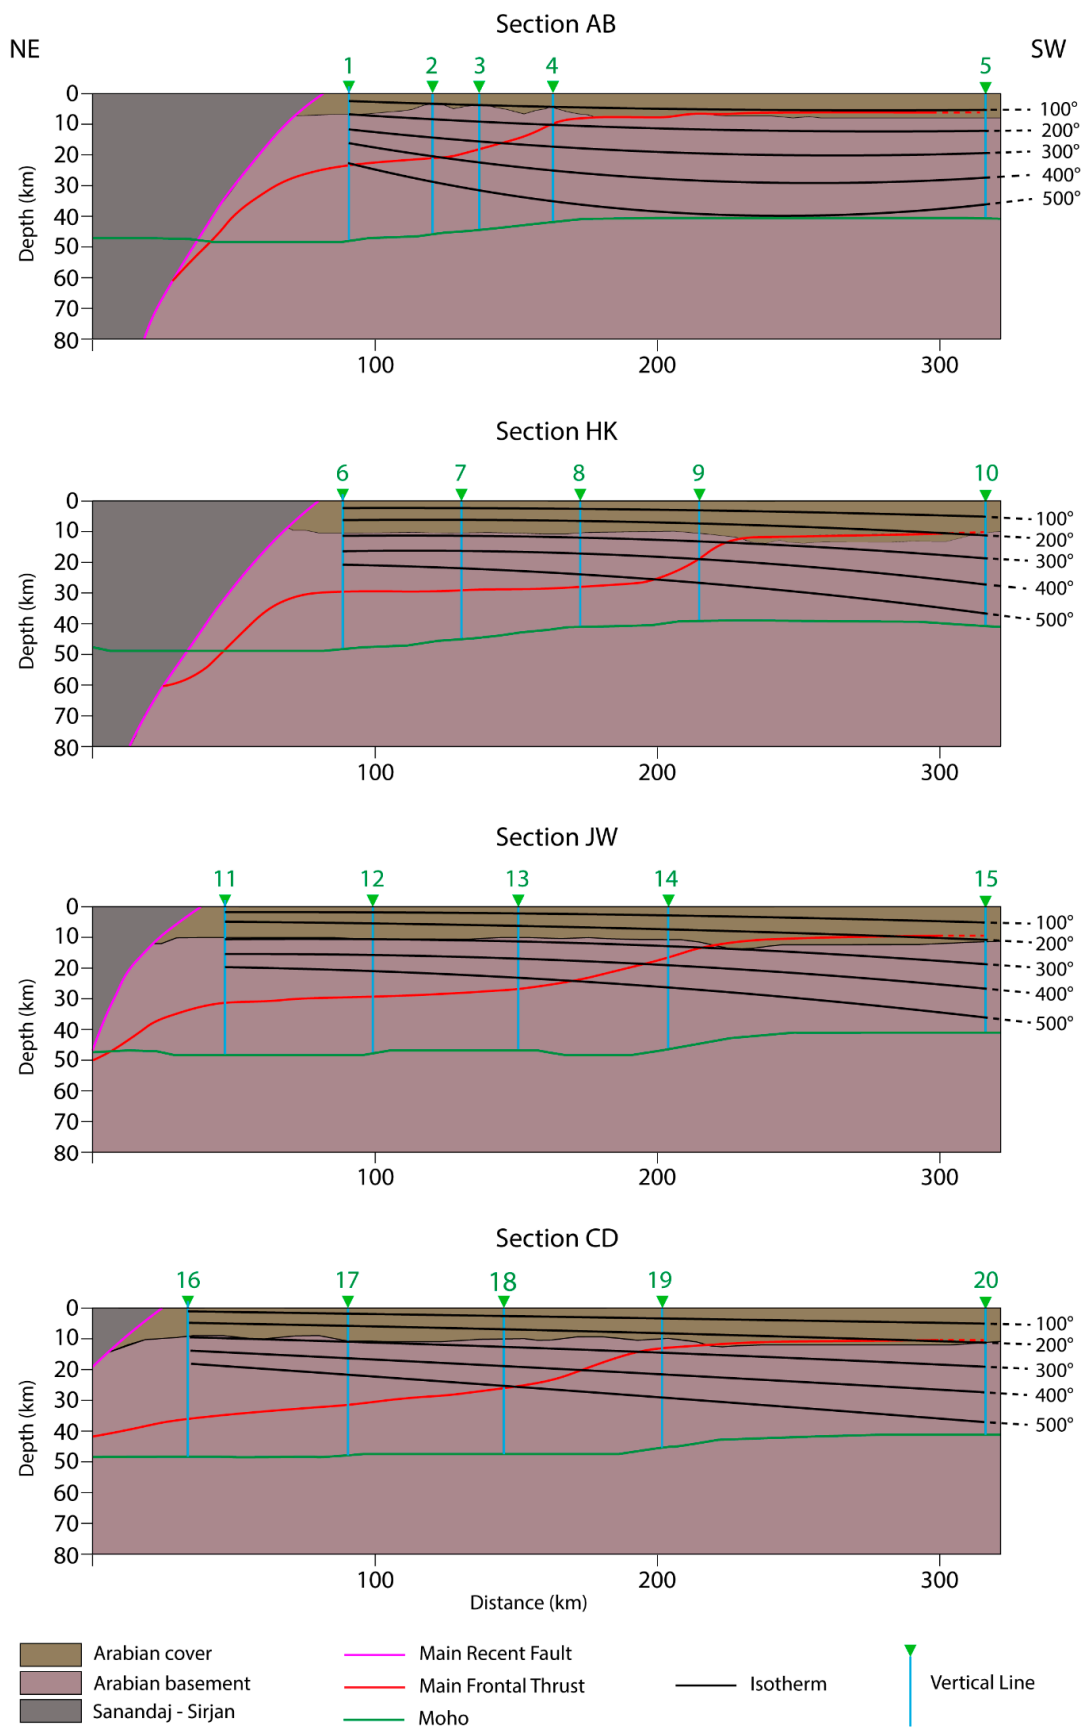 Section AB
NE
SW
1 2 3 4 5
0
10
20
30
40
50
60
70
80
Depth (km)
100°
200°
300°
400°
500°
100 200 300
Section HK
6 7 8 9 10
0
10
20
30
40
50
60
70
80
Depth (km)
100°
200°
300°
400°
500°
100 200 300
Section JW
11 12 13 14 15
0
10
20
30
40
50
60
70
80
Depth (km)
100°
200°
300°
400°
500°
100 200 300
Section CD
16 17 18 19 20
0
10
20
30
40
50
60
70
80
Depth (km)
100°
200°
300°
400°
500°
100 200 300
Distance (km)
Arabian cover
Arabian basement
Sanandaj - Sirjan
Main Recent Fault
Main Frontal Thrust
Moho
Isotherm
Vertical Line